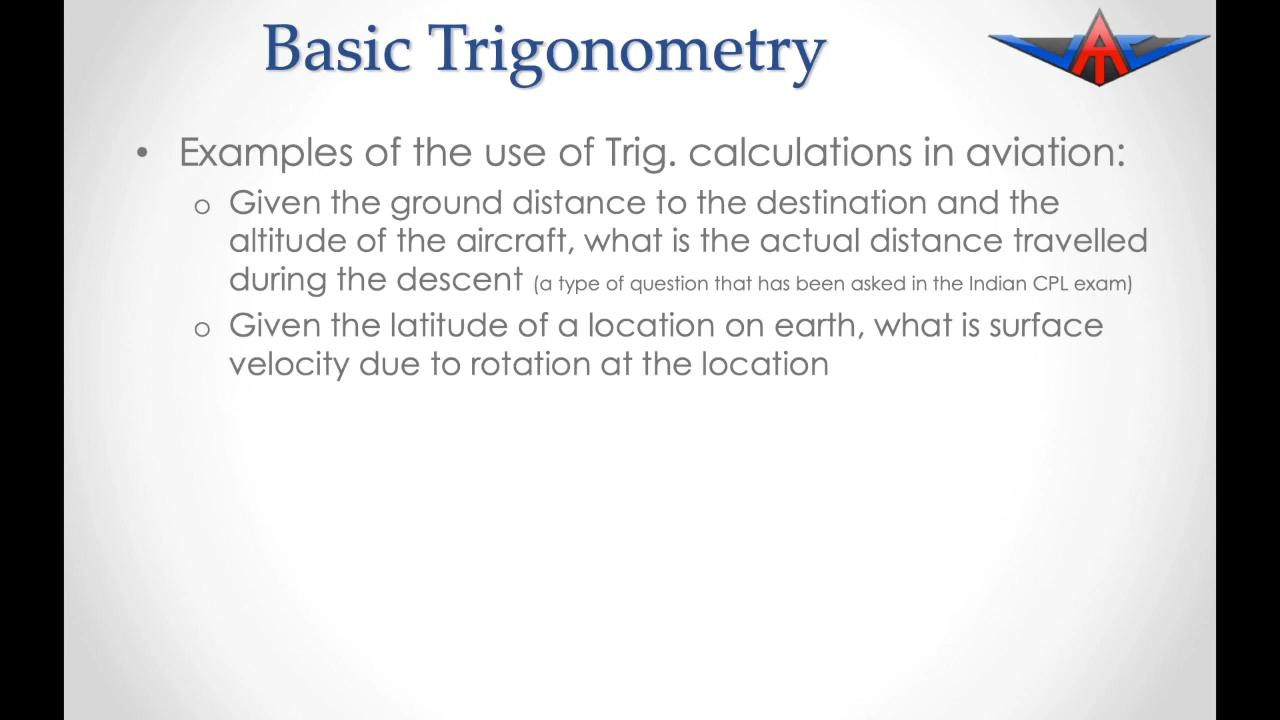 Basic Trigonometry
• Examples of the use of Trig. calculations in aviation:
o Given the ground distance to the destination and the
altitude of the aircraft, what is the actual distance travelled
during the descent (a type of question that has been asked in the Indian CPL exam)
o Given the latitude of a location on earth, what is surface
velocity due to rotation at the location